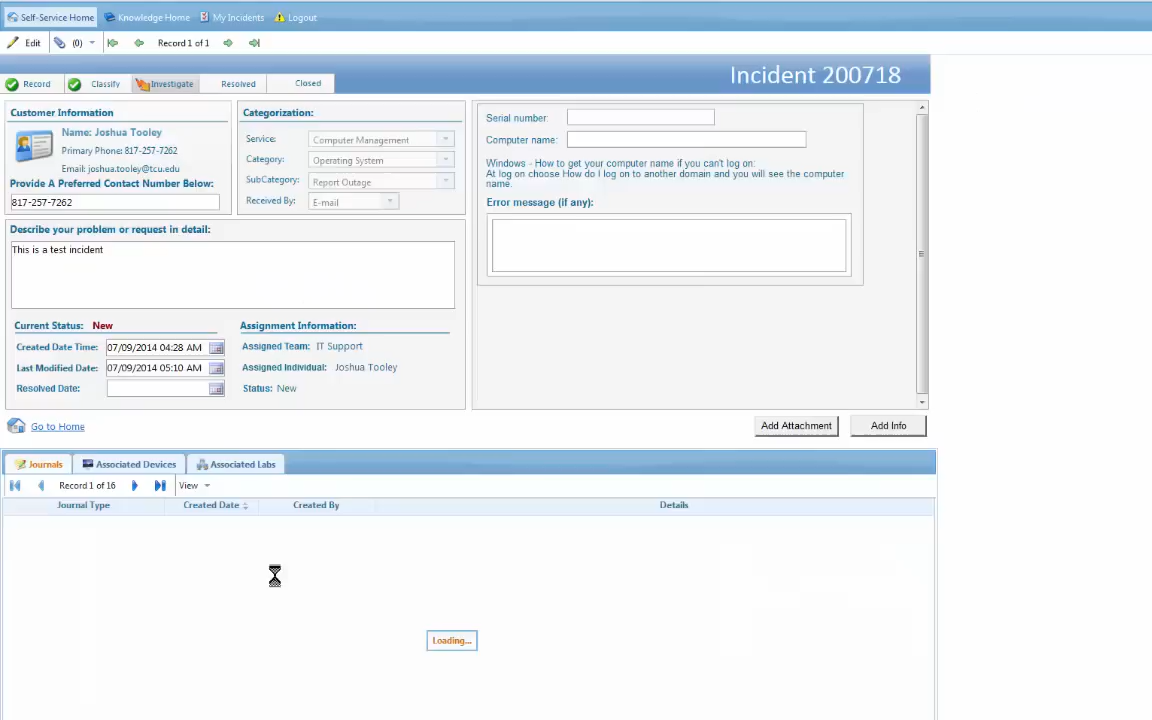 Self-Service Home Knowledge Home My Incidents Logout
Edit (0) Record 1 of 1
Record Classify Investigate Resolved Closed Incident 200718
Customer Information
Name: Joshua Tooley
Primary Phone: 817-257-7262
Email: joshua.tooley@tcu.edu
Provide A Preferred Contact Number Below:
817-257-7262
Categorization:
Service: Computer Management
Category: Operating System
SubCategory: Report Outage
Received By: E-mail
Serial number:
Computer name:
Windows - How to get your computer name if you can't log on:
At log on choose How do I log on to another domain and you will see the computer
name.
Error message (if any):
Describe your problem or request in detail:
This is a test incident
Current Status: New
Created Date Time: 07/09/2014 04:28 AM
Last Modified Date: 07/09/2014 05:10 AM
Resolved Date:
Assignment Information:
Assigned Team: IT Support
Assigned Individual: Joshua Tooley
Status: New
Go to Home
Add Attachment Add Info
Journals Associated Devices Associated Labs
Record 1 of 16 View
Journal Type Created Date Created By Details
Loading...